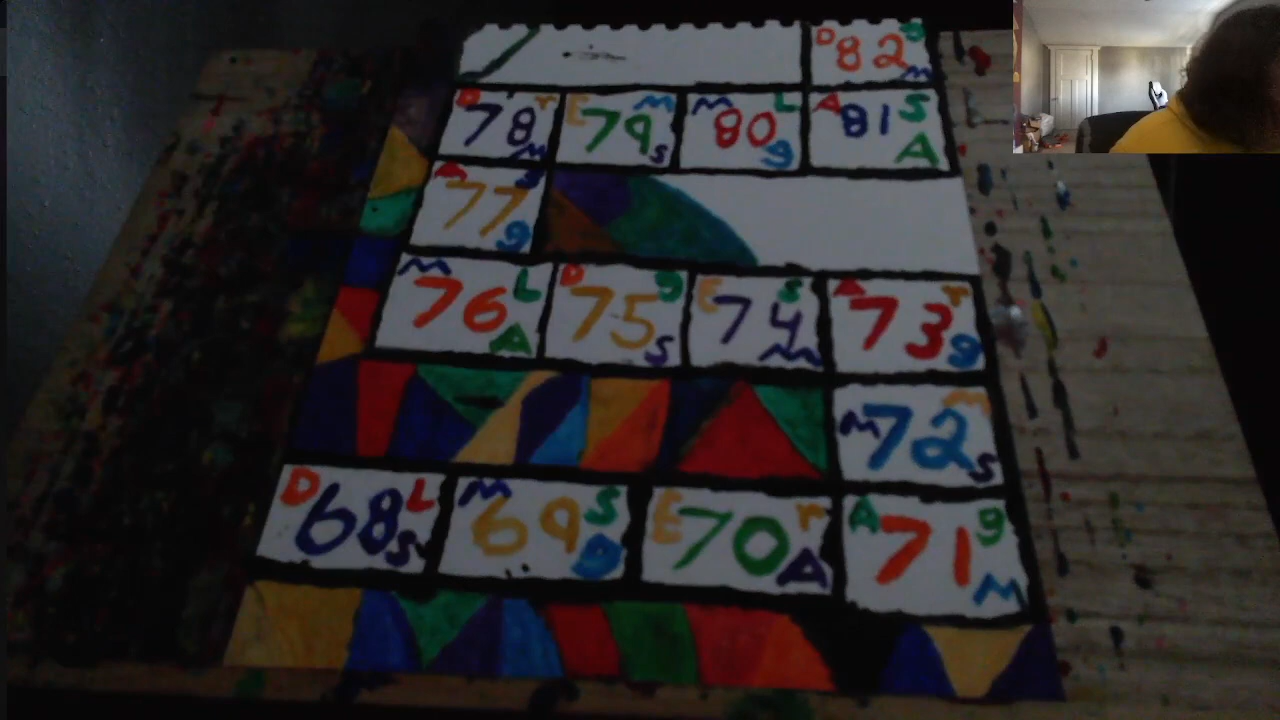 D 82 g m
D 78 r m
E 79 m s
m 80 L g
A 81 S A
A 77 s g
m 76 L A
D 75 g s
E 74 s m
A 73 r g
m 72 r s
D 68 L s
m 69 S g
E 70 r A
A 71 g m